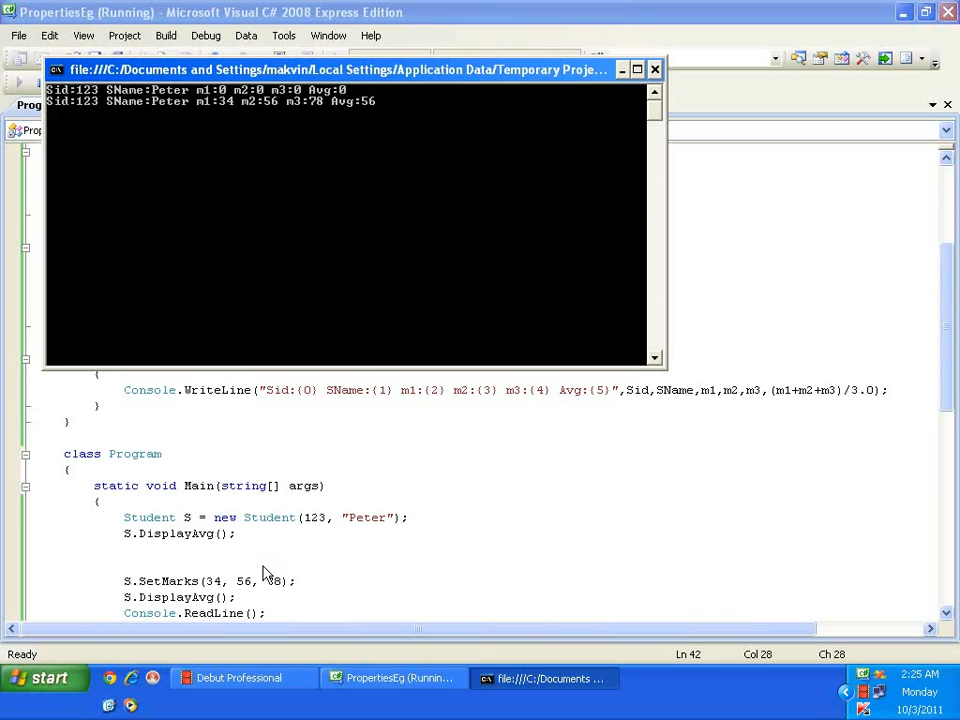 PropertiesEg (Running) - Microsoft Visual C# 2008 Express Edition
File Edit View Project Build Debug Data Tools Window Help
file:///C:/Documents and Settings/makvin/Local Settings/Application Data/Temporary Proje...
Sid:123 SName:Peter m1:0 m2:0 m3:0 Avg:0
Sid:123 SName:Peter m1:34 m2:56 m3:78 Avg:56
Prog
Prop
{
Console.WriteLine("Sid:{0} SName:{1} m1:{2} m2:{3} m3:{4} Avg:{5}",Sid,SName,m1,m2,m3,(m1+m2+m3)/3.0);
}
}
class Program
{
static void Main(string[] args)
{
Student S = new Student(123, "Peter");
S.DisplayAvg();
S.SetMarks(34, 56, 8);
S.DisplayAvg();
Console.ReadLine();
Ready Ln 42 Col 28 Ch 28
start Debut Professional PropertiesEg (Runnin... file:///C:/Documents ... 2:25 AM
Monday
10/3/2011